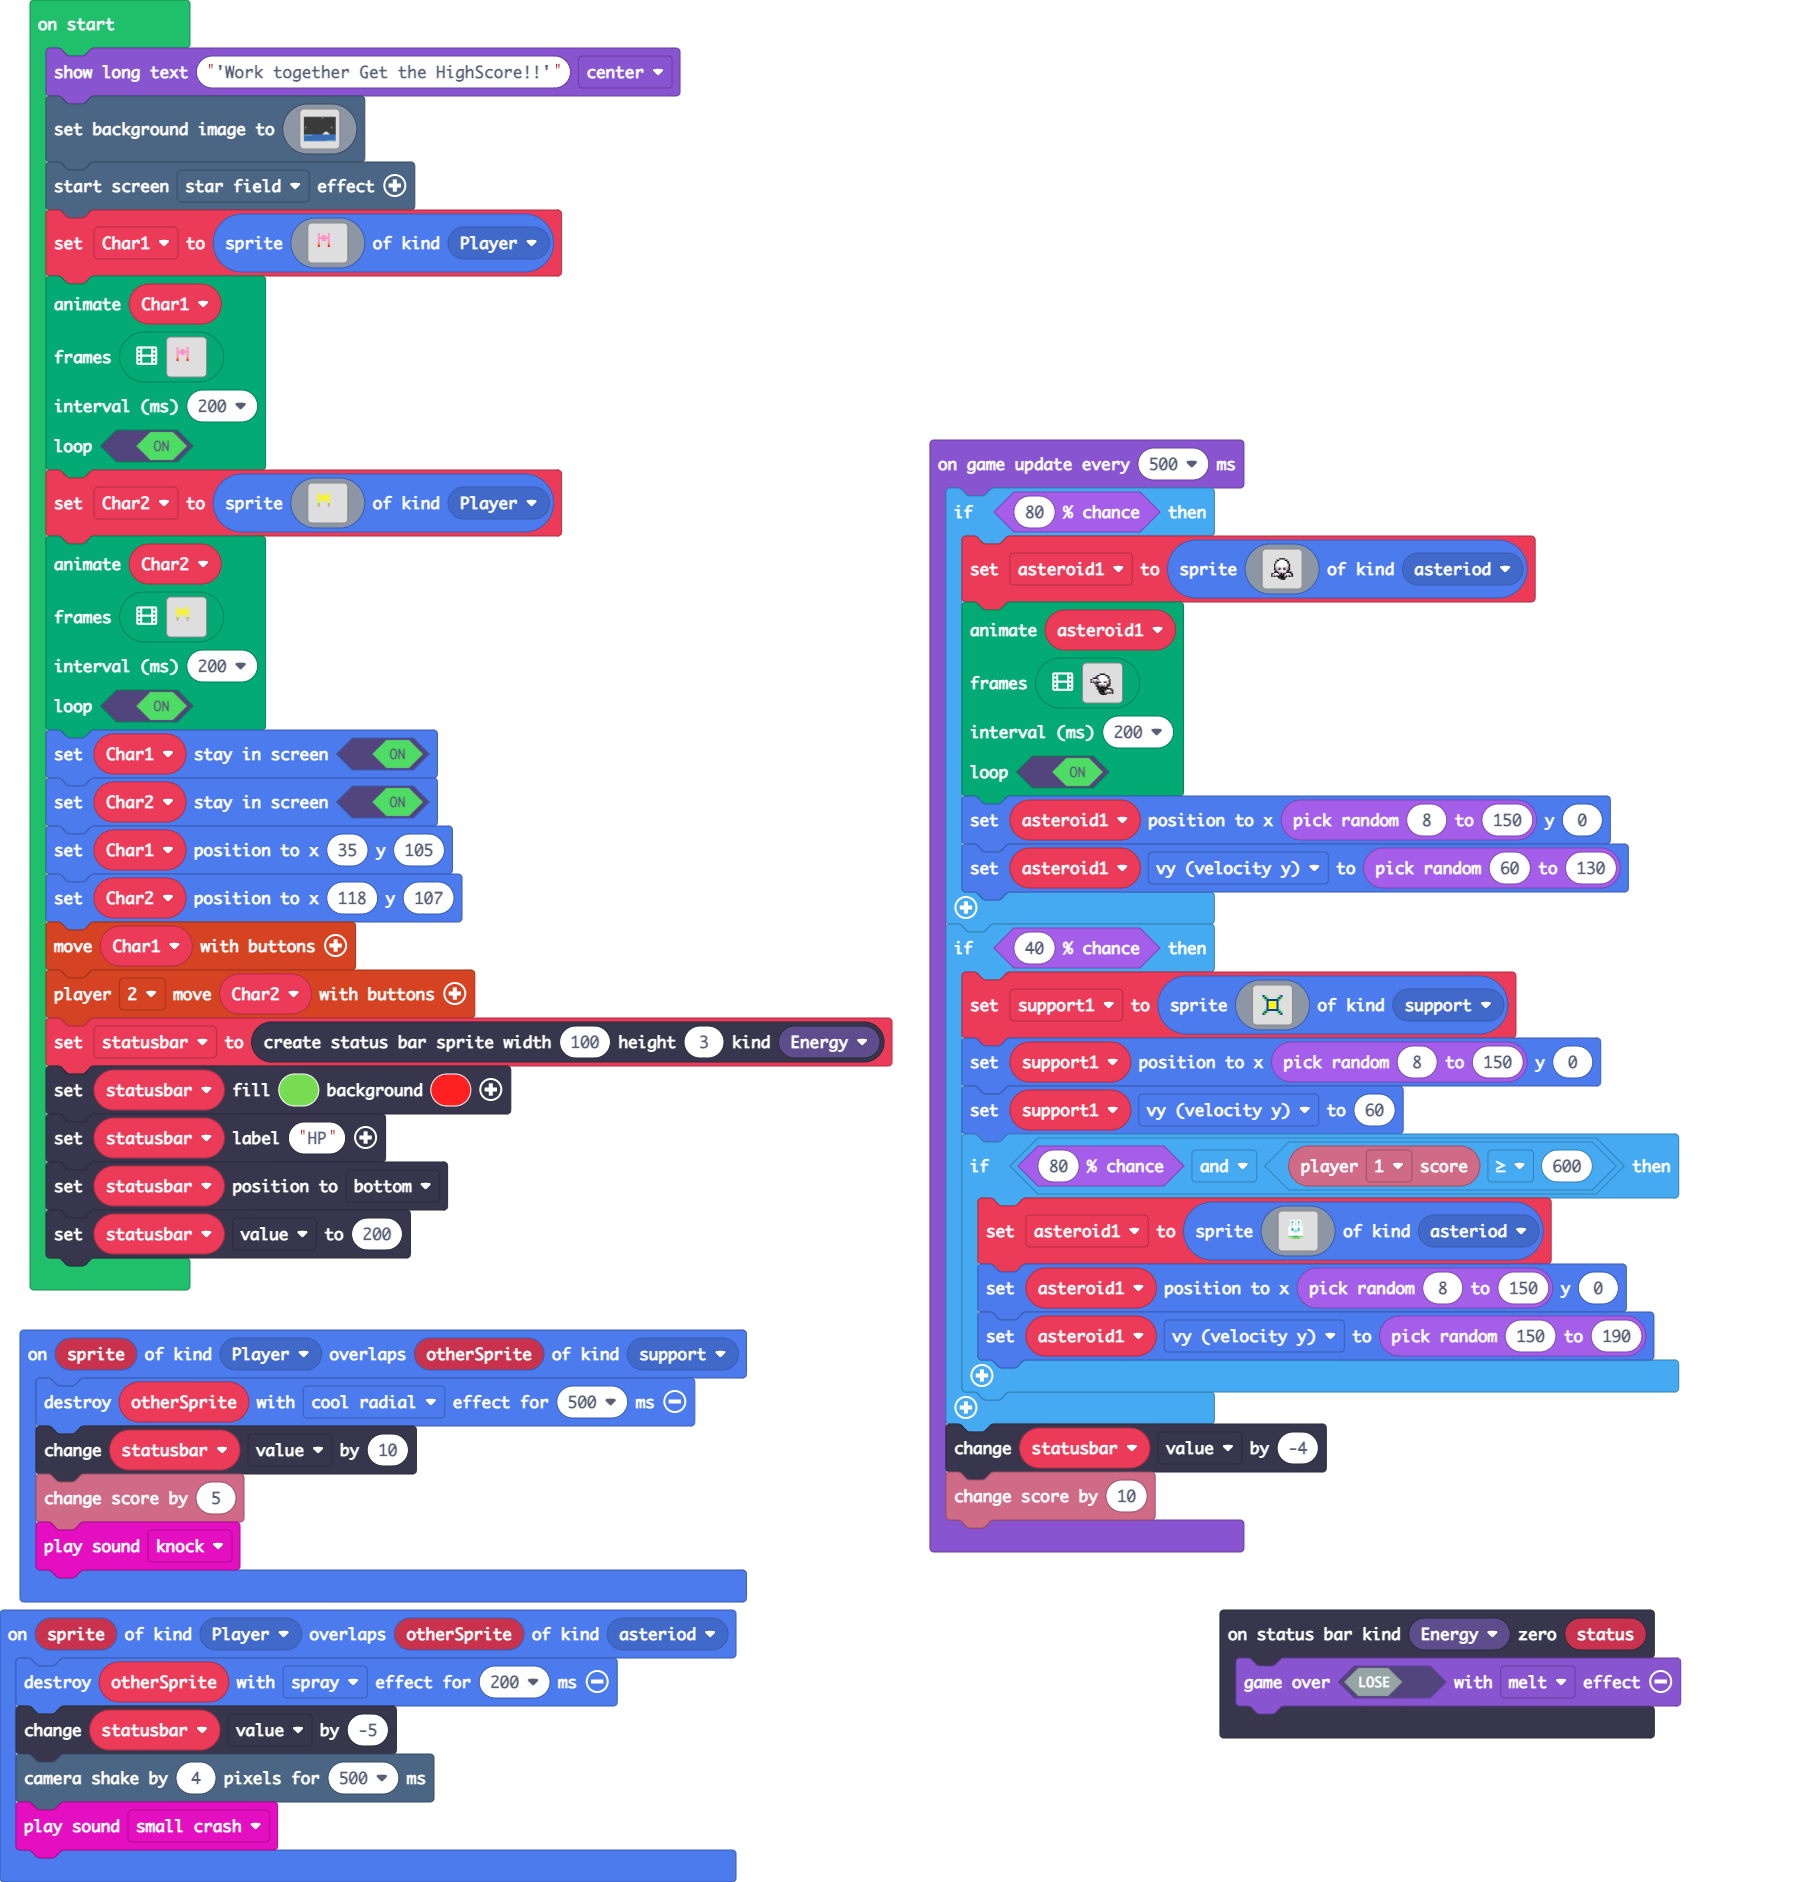 on start
show long text "'Work together Get the HighScore!!'" center
set background image to
start screen star field effect
set Char1 to sprite of kind Player
animate Char1
frames
interval (ms) 200
loop ON
set Char2 to sprite of kind Player
animate Char2
frames
interval (ms) 200
loop ON
set Char1 stay in screen ON
set Char2 stay in screen ON
set Char1 position to x 35 y 105
set Char2 position to x 118 y 107
move Char1 with buttons
player 2 move Char2 with buttons
set statusbar to create status bar sprite width 100 height 3 kind Energy
set statusbar fill background
set statusbar label "HP"
set statusbar position to bottom
set statusbar value to 200
on sprite of kind Player overlaps otherSprite of kind support
destroy otherSprite with cool radial effect for 500 ms
change statusbar value by 10
change score by 5
play sound knock
on sprite of kind Player overlaps otherSprite of kind asteriod
destroy otherSprite with spray effect for 200 ms
change statusbar value by -5
camera shake by 4 pixels for 500 ms
play sound small crash
on game update every 500 ms
if 80 % chance then
set asteroid1 to sprite of kind asteriod
animate asteroid1
frames
interval (ms) 200
loop ON
set asteroid1 position to x pick random 8 to 150 y 0
set asteroid1 vy (velocity y) to pick random 60 to 130
if 40 % chance then
set support1 to sprite of kind support
set support1 position to x pick random 8 to 150 y 0
set support1 vy (velocity y) to 60
if 80 % chance and player 1 score ≥ 600 then
set asteroid1 to sprite of kind asteriod
set asteroid1 position to x pick random 8 to 150 y 0
set asteroid1 vy (velocity y) to pick random 150 to 190
change statusbar value by -4
change score by 10
on status bar kind Energy zero status
game over LOSE with melt effect